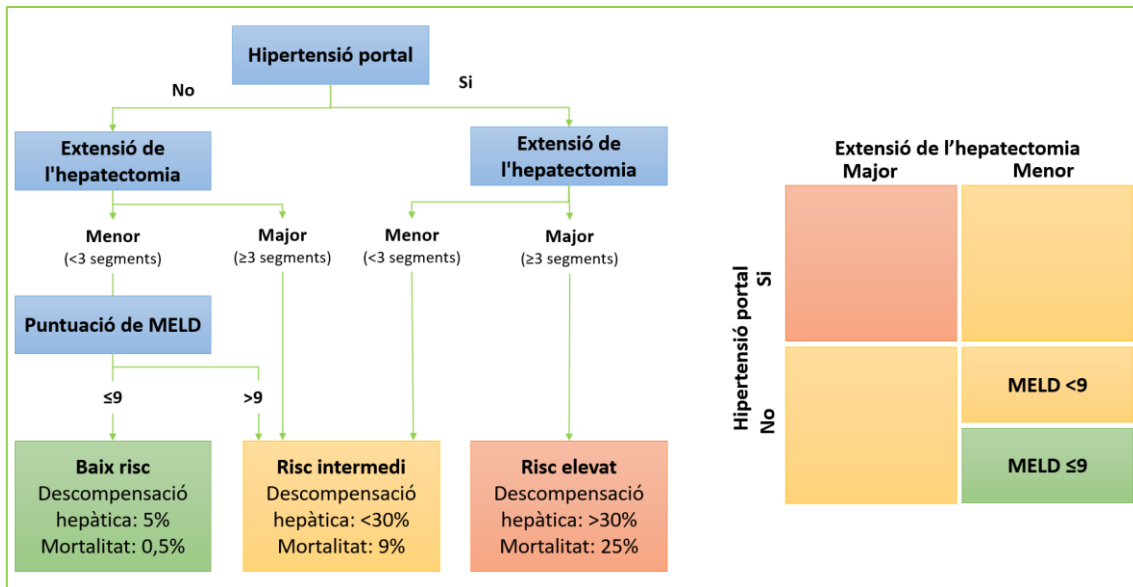 Hipertensió portal
No
Si
Extensió de
l'hepatectomia
Extensió de
l'hepatectomia
Menor
(<3 segments)
Major
(≥3 segments)
Menor
(<3 segments)
Major
(≥3 segments)
Puntuació de MELD
≤9
>9
Baix risc
Descompensació
hepàtica: 5%
Mortalitat: 0,5%
Risc intermedi
Descompensació
hepàtica: <30%
Mortalitat: 9%
Risc elevat
Descompensació
hepàtica: >30%
Mortalitat: 25%
Extensió de l’hepatectomia
Major
Menor
Hipertensió portal
Si
No
MELD <9
MELD ≤9